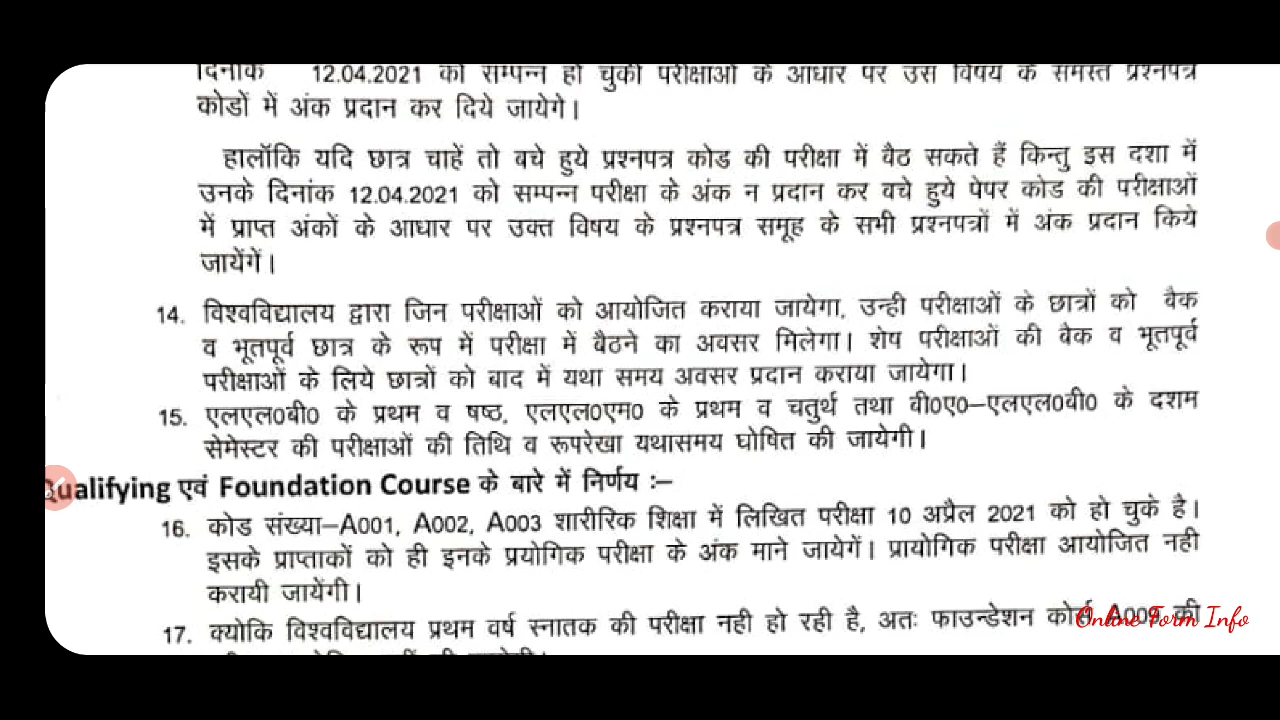 दिनांक 12.04.2021 को सम्पन्न हो चुकी परीक्षाओं के आधार पर उस विषय के समस्त प्रश्नपत्र
कोडों में अंक प्रदान कर दिये जायेगे।
हालॉकि यदि छात्र चाहें तो बचे हुये प्रश्नपत्र कोड की परीक्षा में बैठ सकते हैं किन्तु इस दशा में
उनके दिनांक 12.04.2021 को सम्पन्न परीक्षा के अंक न प्रदान कर बचे हुये पेपर कोड की परीक्षाओं
में प्राप्त अंकों के आधार पर उक्त विषय के प्रश्नपत्र समूह के सभी प्रश्नपत्रों में अंक प्रदान किये
जायेंगें।
14. विश्वविद्यालय द्वारा जिन परीक्षाओं को आयोजित कराया जायेगा, उन्ही परीक्षाओं के छात्रों को बैक
व भूतपूर्व छात्र के रूप में परीक्षा में बैठने का अवसर मिलेगा। शेष परीक्षाओं की बैक व भूतपूर्व
परीक्षाओं के लिये छात्रों को बाद में यथा समय अवसर प्रदान कराया जायेगा।
15. एलएल0बी0 के प्रथम व षष्ठ, एलएल0एम0 के प्रथम व चतुर्थ तथा बी0ए0–एलएल0बी0 के दशम
सेमेस्टर की परीक्षाओं की तिथि व रूपरेखा यथासमय घोषित की जायेगी।
Qualifying एवं Foundation Course के बारे में निर्णय :–
16. कोड संख्या–A001, A002, A003 शारीरिक शिक्षा में लिखित परीक्षा 10 अप्रैल 2021 को हो चुके है।
इसके प्राप्ताकों को ही इनके प्रयोगिक परीक्षा के अंक माने जायेगें। प्रायोगिक परीक्षा आयोजित नही
करायी जायेंगी।
17. क्योकि विश्वविद्यालय प्रथम वर्ष स्नातक की परीक्षा नही हो रही है, अतः फाउन्डेशन कोर्स A009 की
Online Form Info